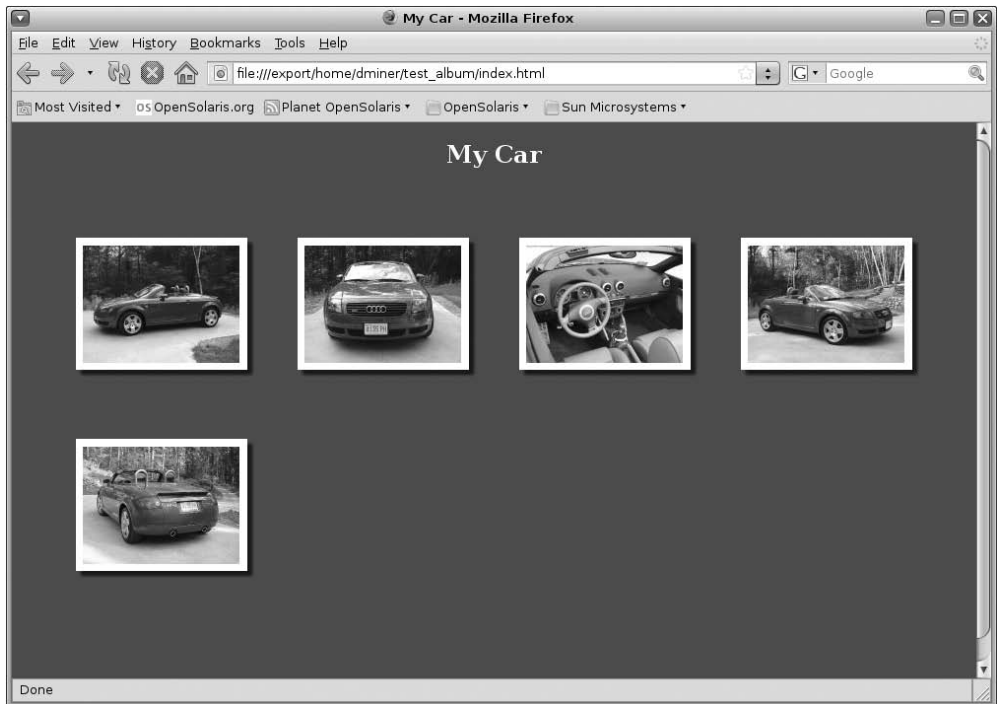 My Car - Mozilla Firefox
File Edit View History Bookmarks Tools Help
file:///export/home/dminer/test_album/index.html
G Google
Most Visited OS OpenSolaris.org Planet OpenSolaris OpenSolaris Sun Microsystems
My Car
Done